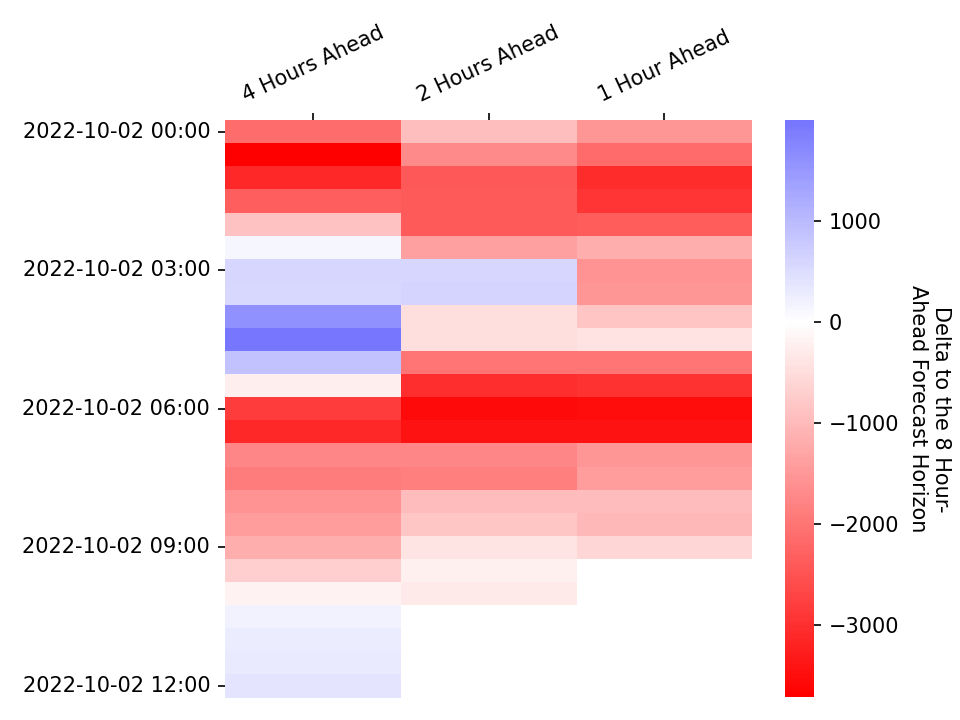 4 Hours Ahead
2 Hours Ahead
1 Hour Ahead
2022-10-02 00:00
2022-10-02 03:00
2022-10-02 06:00
2022-10-02 09:00
2022-10-02 12:00
1000
0
−1000
−2000
−3000
Delta to the 8 Hour-
Ahead Forecast Horizon